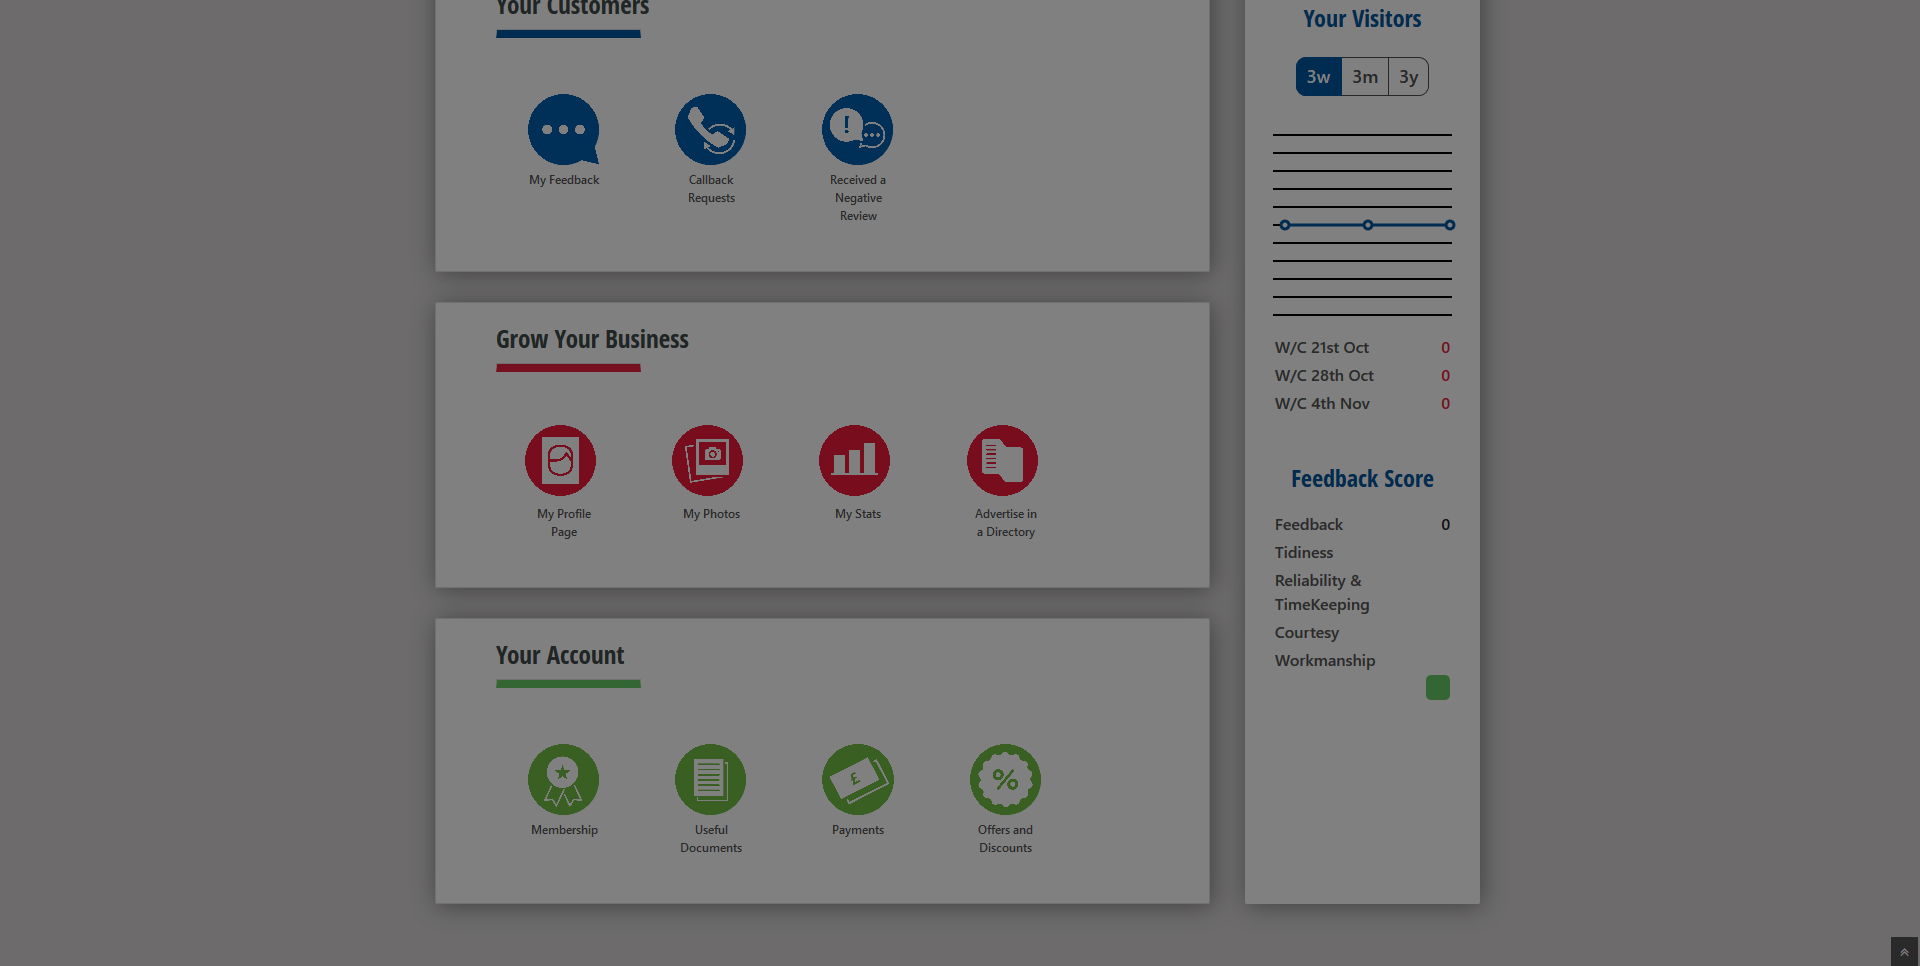 Your Customers
My Feedback
Callback
Requests
Received a
Negative
Review
Grow Your Business
My Profile
Page
My Photos
My Stats
Advertise in
a Directory
Your Account
Membership
Useful
Documents
£
Payments
%
Offers and
Discounts
Your Visitors
3w 3m 3y
W/C 21st Oct 0
W/C 28th Oct 0
W/C 4th Nov 0
Feedback Score
Feedback 0
Tidiness
Reliability &
TimeKeeping
Courtesy
Workmanship